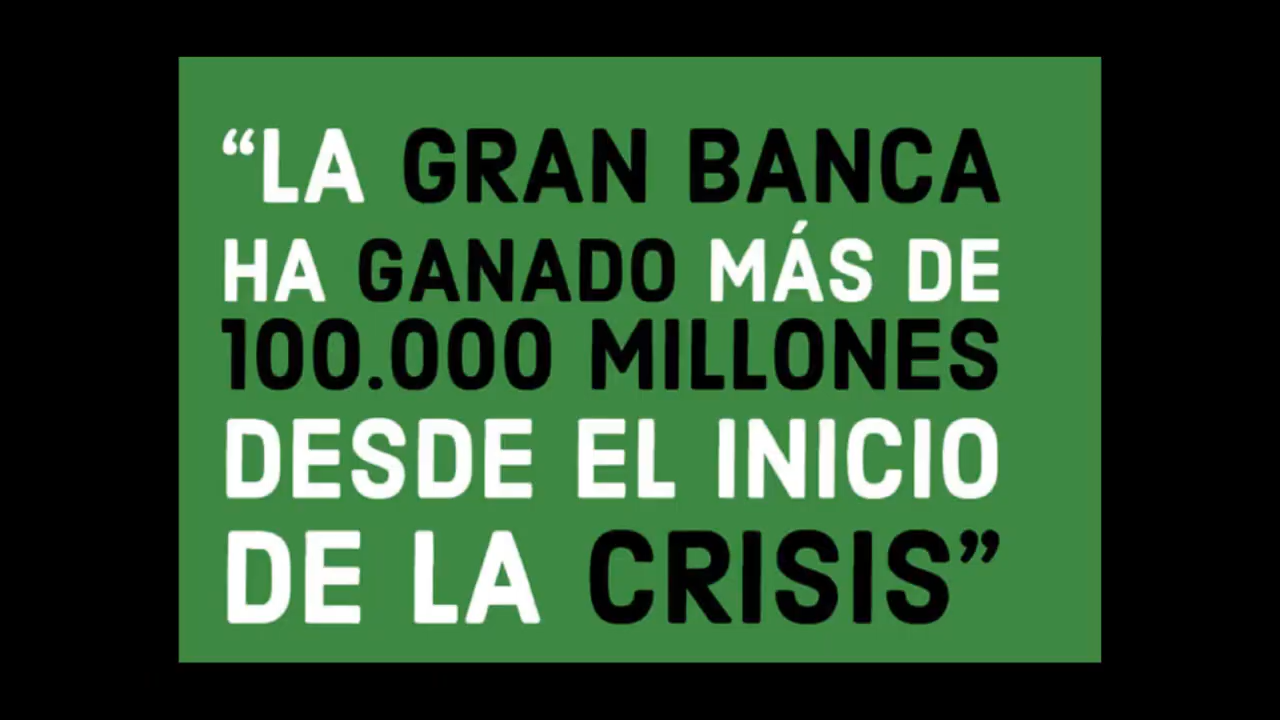 “LA GRAN BANCA
HA GANADO MÁS DE
100.000 MILLONES
DESDE EL INICIO
DE LA CRISIS”